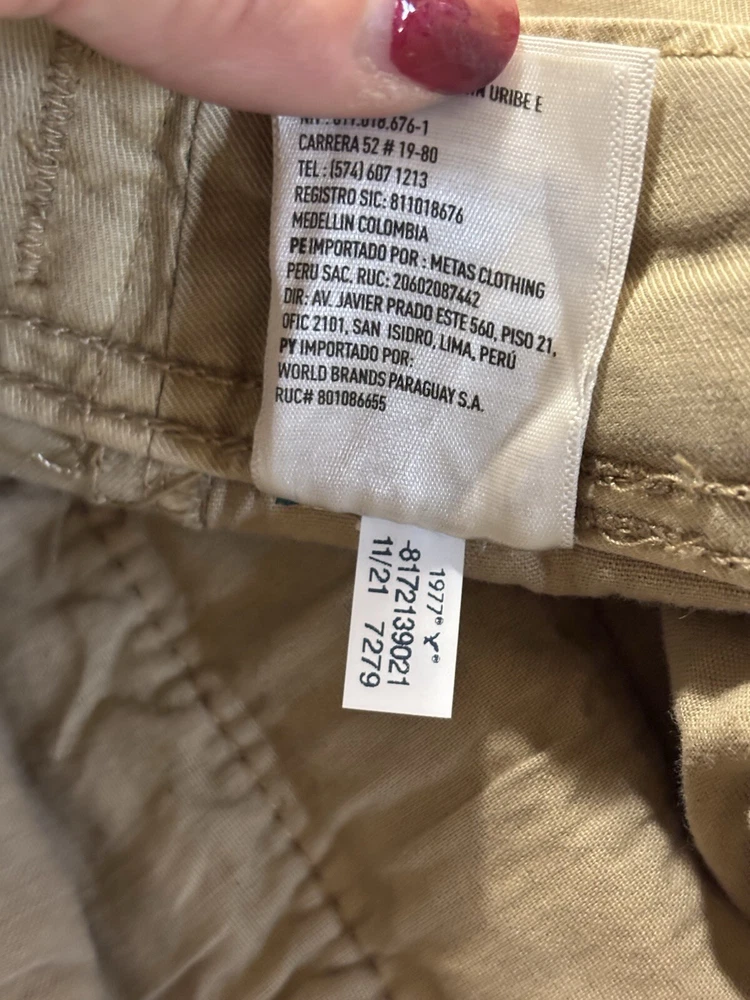 URIBE E
CARRERA 52 # 19-80
TEL : (574) 607 1213
REGISTRO SIC: 811018676
MEDELLIN COLOMBIA
PE IMPORTADO POR : METAS CLOTHING
PERU SAC. RUC: 20602087442
DIR: AV. JAVIER PRADO ESTE 560, PISO 21,
OFIC 2101, SAN ISIDRO, LIMA, PERÚ
PY IMPORTADO POR:
WORLD BRANDS PARAGUAY S.A.
RUC# 801086655
1977®
-8172139021
11/21 7279